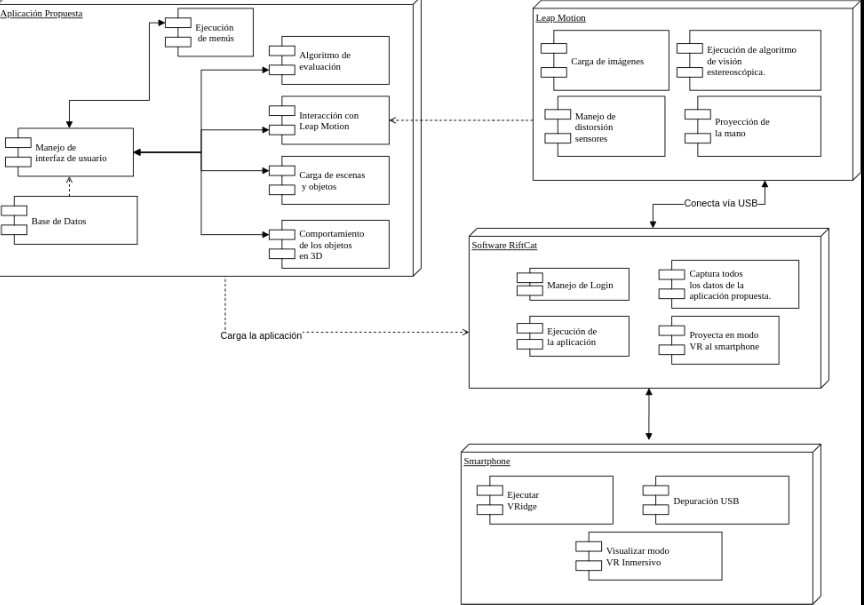 Aplicación Propuesta
Ejecución
de menús
Algoritmo de
evaluación
Interacción con
Leap Motion
Manejo de
interfaz de usuario
Carga de escenas
y objetos
Base de Datos
Comportamiento
de los objetos
en 3D
Leap Motion
Carga de imágenes
Ejecución de algoritmo
de visión
estereoscópica.
Manejo de
distorsión
sensores
Proyección de
la mano
Conecta vía USB
Software RiftCat
Manejo de Login
Captura todos
los datos de la
aplicación propuesta.
Ejecución de
la aplicación
Proyecta en modo
VR al smartphone
Carga la aplicación
Smartphone
Ejecutar
VRidge
Depuración USB
Visualizar modo
VR Inmersivo